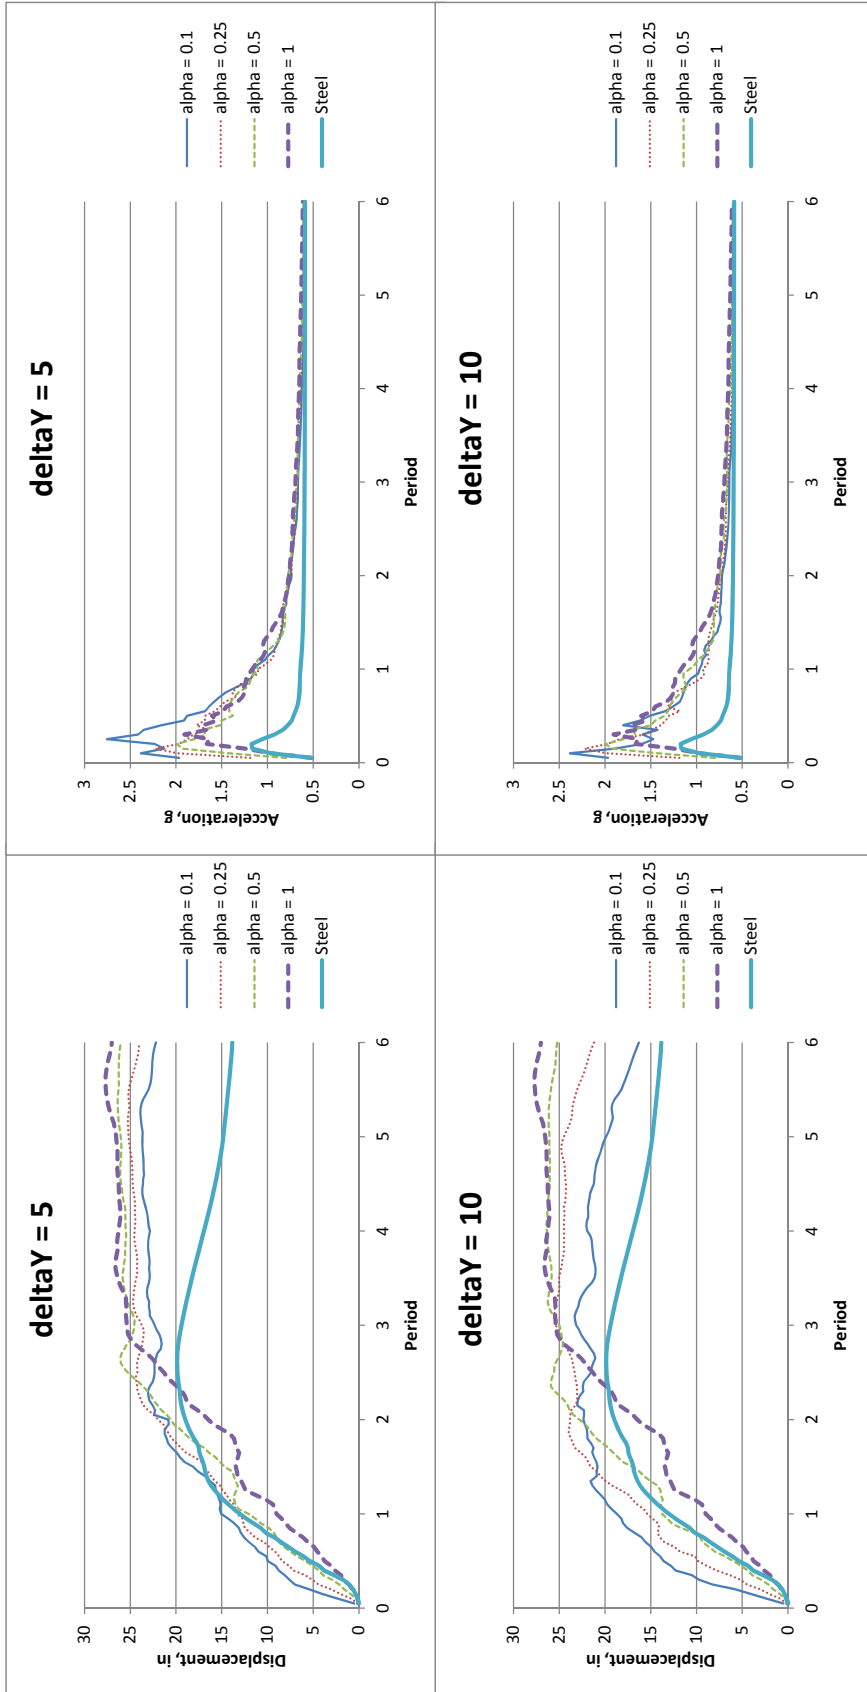 deltaY = 5
Displacement, in
30
25
20
15
10
5
0
0 1 2 3 4 5 6
Period
alpha = 0.1
alpha = 0.25
alpha = 0.5
alpha = 1
Steel
deltaY = 5
Acceleration, g
3
2.5
2
1.5
1
0.5
0
0 1 2 3 4 5 6
Period
alpha = 0.1
alpha = 0.25
alpha = 0.5
alpha = 1
Steel
deltaY = 10
Displacement, in
30
25
20
15
10
5
0
0 1 2 3 4 5 6
Period
alpha = 0.1
alpha = 0.25
alpha = 0.5
alpha = 1
Steel
deltaY = 10
Acceleration, g
3
2.5
2
1.5
1
0.5
0
0 1 2 3 4 5 6
Period
alpha = 0.1
alpha = 0.25
alpha = 0.5
alpha = 1
Steel